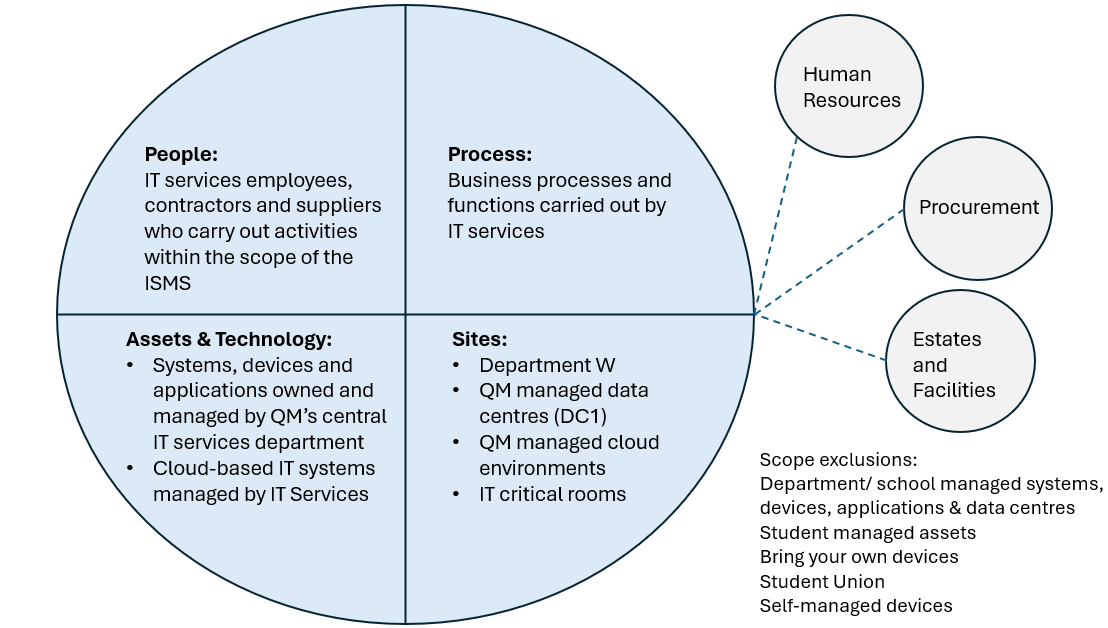 People:
IT services employees,
contractors and suppliers
who carry out activities
within the scope of the
ISMS
Process:
Business processes and
functions carried out by
IT services
Assets & Technology:
• Systems, devices and
applications owned and
managed by QM’s central
IT services department
• Cloud-based IT systems
managed by IT Services
Sites:
• Department W
• QM managed data
centres (DC1)
• QM managed cloud
environments
• IT critical rooms
Human
Resources
Procurement
Estates
and
Facilities
Scope exclusions:
Department/ school managed systems,
devices, applications & data centres
Student managed assets
Bring your own devices
Student Union
Self-managed devices